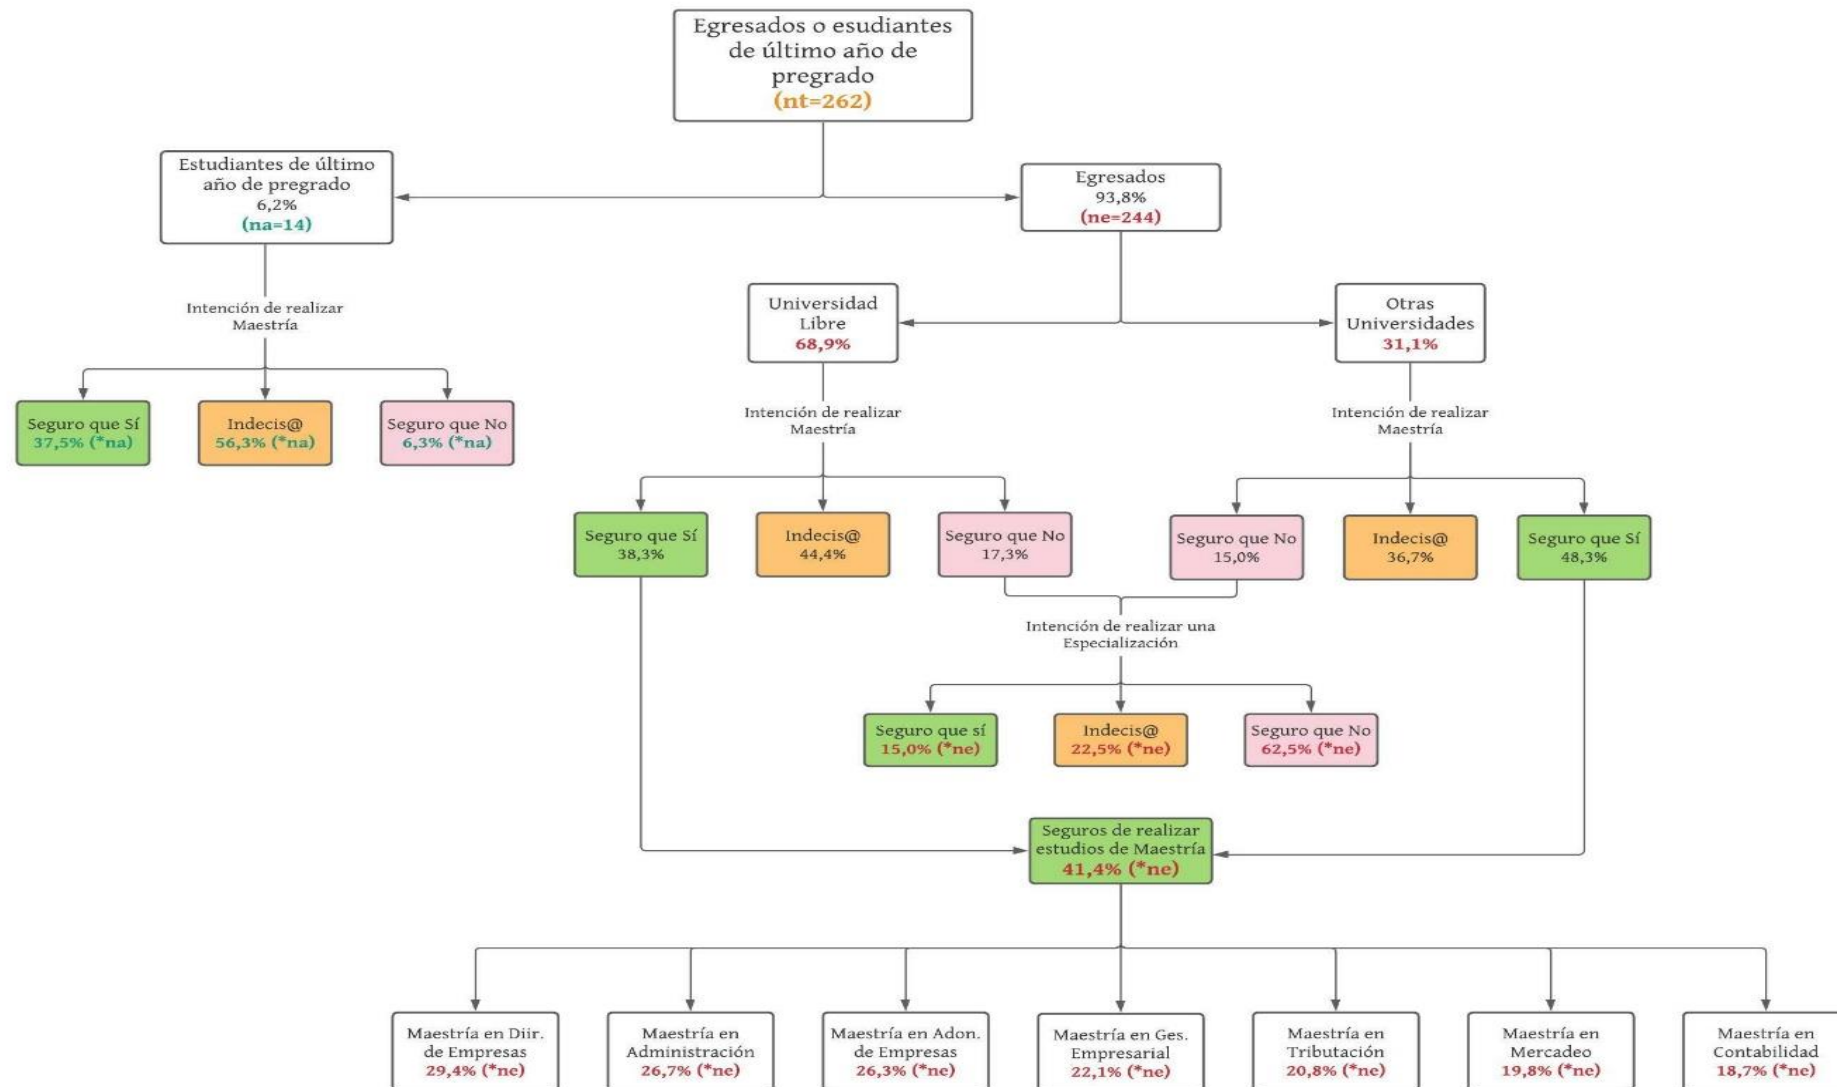 Egresados o esudiantes
de último año de
pregrado
(nt=262)
Estudiantes de último
año de pregrado
6,2%
(na=14)
Egresados
93,8%
(ne=244)
Intención de realizar
Maestría
Universidad
Libre
68,9%
Otras
Universidades
31,1%
Seguro que Sí
37,5% (*na)
Indecis@
56,3% (*na)
Seguro que No
6,3% (*na)
Intención de realizar
Maestría
Intención de realizar
Maestría
Seguro que Sí
38,3%
Indecis@
44,4%
Seguro que No
17,3%
Seguro que No
15,0%
Indecis@
36,7%
Seguro que Sí
48,3%
Intención de realizar una
Especialización
Seguro que sí
15,0% (*ne)
Indecis@
22,5% (*ne)
Seguro que No
62,5% (*ne)
Seguros de realizar
estudios de Maestría
41,4% (*ne)
Maestría en Diir.
de Empresas
29,4% (*ne)
Maestría en
Administración
26,7% (*ne)
Maestría en Adon.
de Empresas
26,3% (*ne)
Maestría en Ges.
Empresarial
22,1% (*ne)
Maestría en
Tributación
20,8% (*ne)
Maestría en
Mercadeo
19,8% (*ne)
Maestría en
Contabilidad
18,7% (*ne)